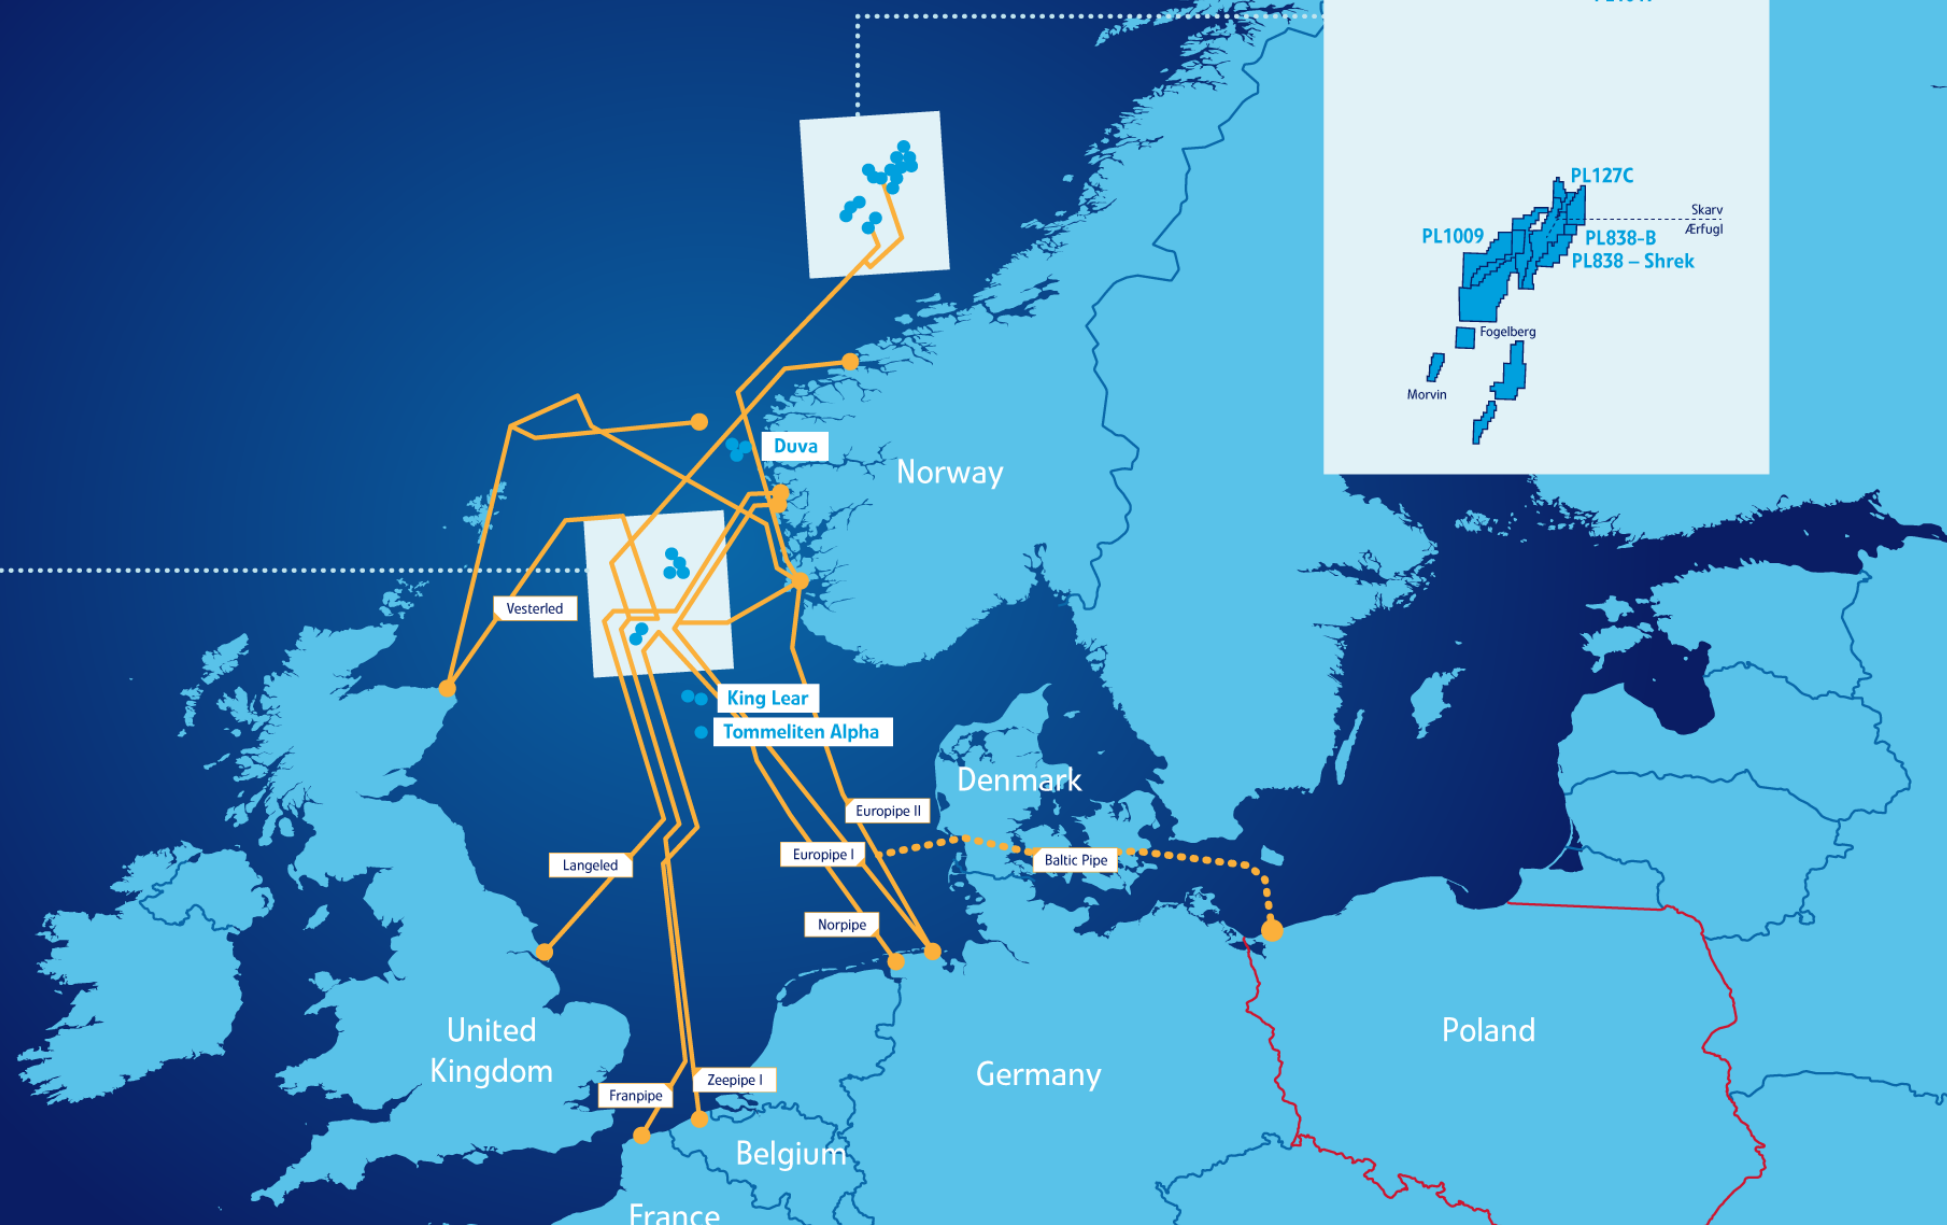 PL127C
Skarv
Ærfugl
PL1009
PL838-B
PL838 – Shrek
Fogelberg
Morvin
Duva
Norway
Vesterled
King Lear
Tommeliten Alpha
Denmark
Europipe II
Europipe I
Baltic Pipe
Langeled
Norpipe
United
Kingdom
Poland
Germany
Zeepipe I
Franpipe
Belgium
France